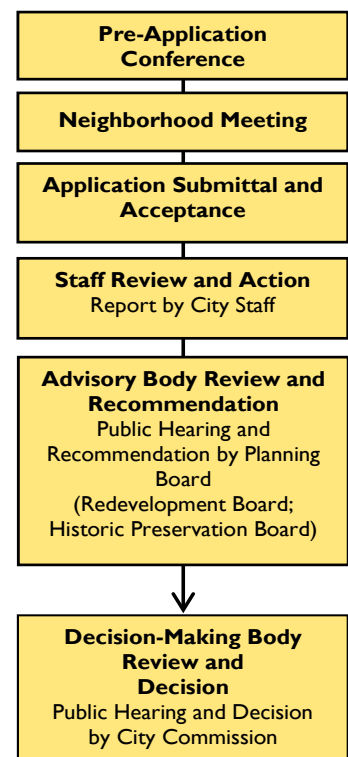 Pre-Application
Conference
Neighborhood Meeting
Application Submittal and
Acceptance
Staff Review and Action
Report by City Staff
Advisory Body Review and
Recommendation
Public Hearing and
Recommendation by Planning
Board
(Redevelopment Board;
Historic Preservation Board)
Decision-Making Body
Review and
Decision
Public Hearing and Decision
by City Commission